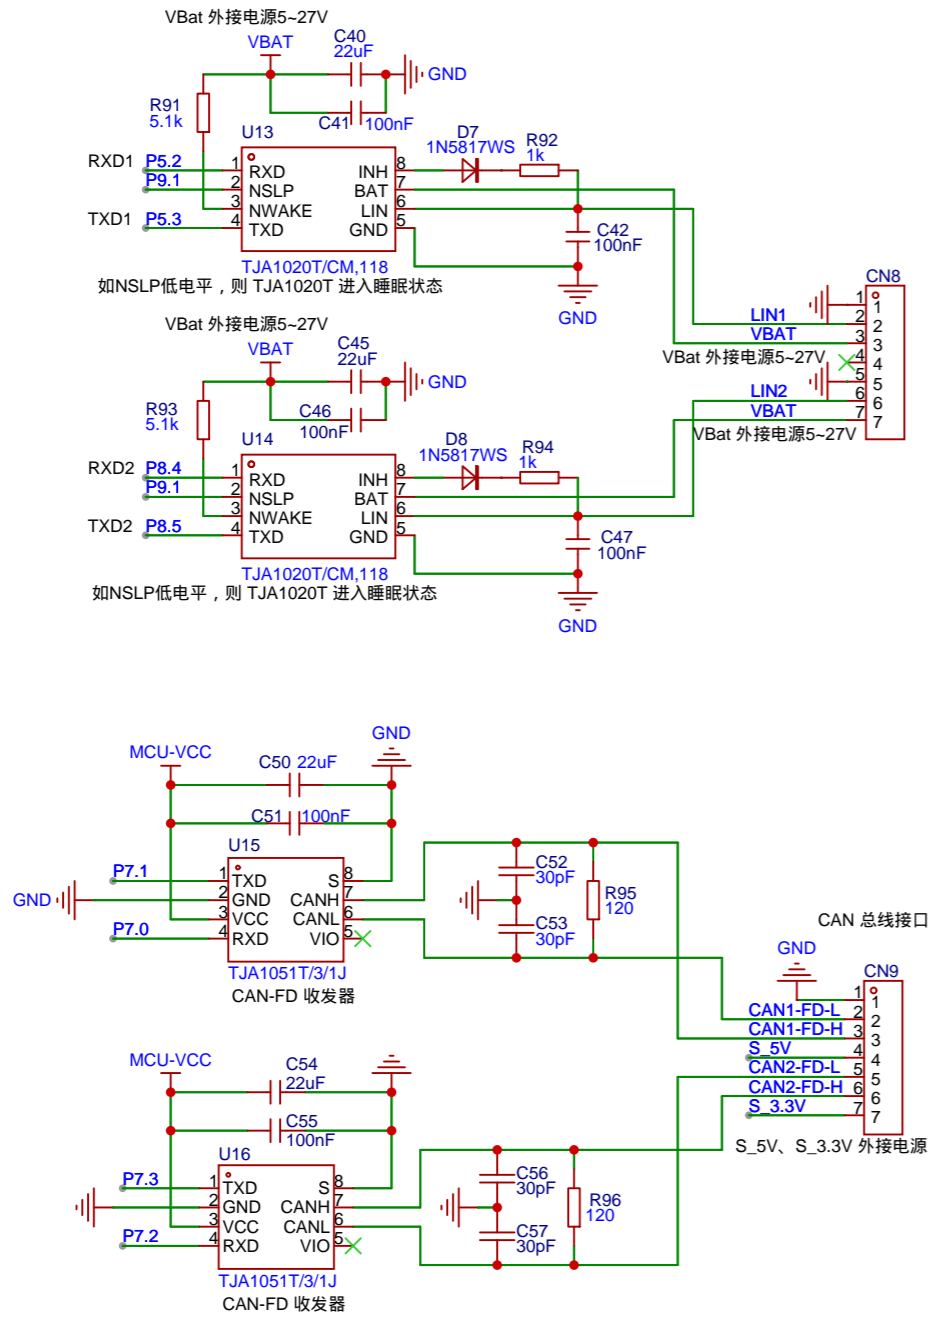 VBat 外接电源5~27V
VBAT
C40
22uF
GND
C41
100nF
R91
5.1k
U13
D7
1N5817WS
R92
1k
RXD1 P5.2 1 RXD INH 8
P9.1 2 NSLP BAT 7
3 NWAKE LIN 6
TXD1 P5.3 4 TXD GND 5
C42
100nF
TJA1020T/CM,118
如NSLP低电平，则 TJA1020T 进入睡眠状态
GND
CN8
1 1
LIN1 2 2
VBAT 3 3
VBat 外接电源5~27V 4 4
5 5
LIN2 6 6
VBAT 7 7
VBat 外接电源5~27V
VBat 外接电源5~27V
VBAT
C45
22uF
GND
C46
100nF
R93
5.1k
U14
D8
1N5817WS
R94
1k
RXD2 P8.4 1 RXD INH 8
P9.1 2 NSLP BAT 7
3 NWAKE LIN 6
TXD2 P8.5 4 TXD GND 5
C47
100nF
TJA1020T/CM,118
如NSLP低电平，则 TJA1020T 进入睡眠状态
GND
MCU-VCC
GND
C50 22uF
C51 100nF
U15
P7.1 1 TXD S 8
GND 2 GND CANH 7
3 VCC CANL 6
P7.0 4 RXD VIO 5
TJA1051T/3/1J
CAN-FD 收发器
C52
30pF
C53
30pF
R95
120
CAN 总线接口
GND
CN9
1 1
CAN1-FD-L 2 2
CAN1-FD-H 3 3
S_5V 4 4
CAN2-FD-L 5 5
CAN2-FD-H 6 6
S_3.3V 7 7
S_5V、S_3.3V 外接电源
MCU-VCC
C54
22uF
C55
100nF
U16
P7.3 1 TXD S 8
2 GND CANH 7
3 VCC CANL 6
P7.2 4 RXD VIO 5
TJA1051T/3/1J
CAN-FD 收发器
C56
30pF
C57
30pF
R96
120